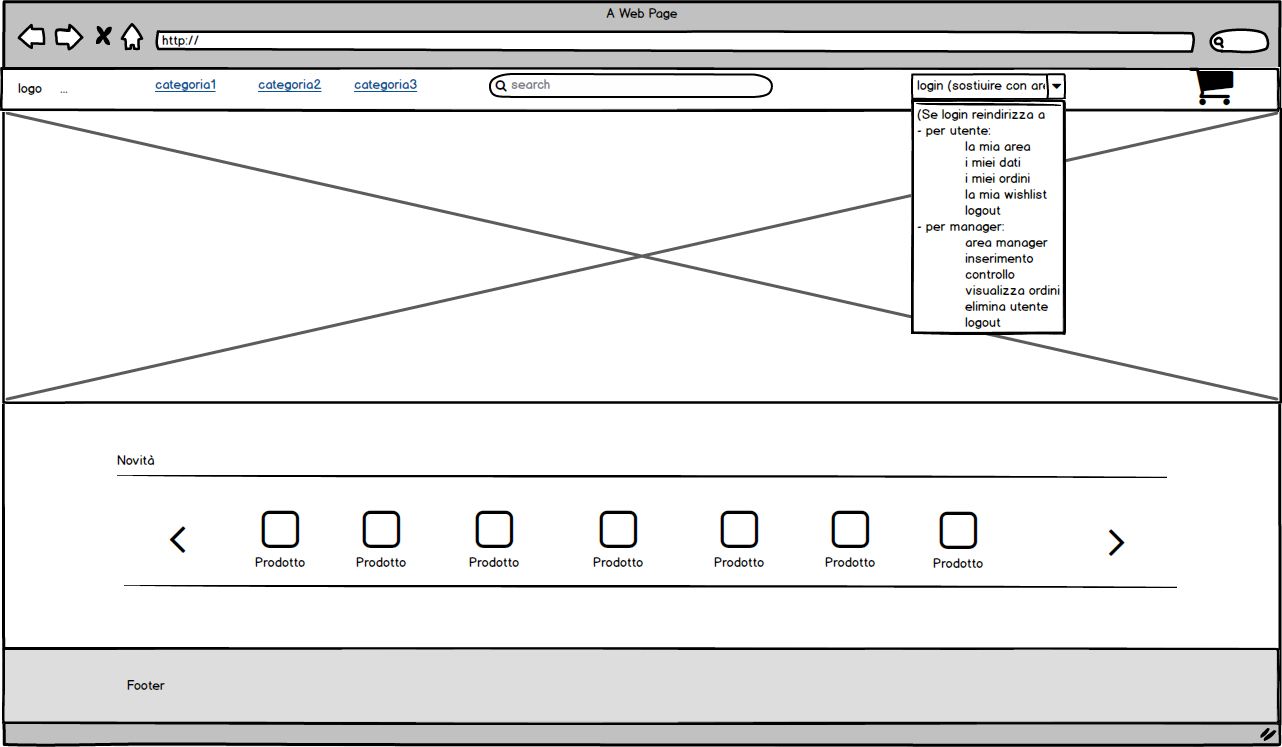 A Web Page
http://
logo ... categoria1 categoria2 categoria3 search login (sostiuire con are
(Se login reindirizza a
- per utente:
la mia area
i miei dati
i miei ordini
la mia wishlist
logout
- per manager:
area manager
inserimento
controllo
visualizza ordini
elimina utente
logout
Novità
Prodotto Prodotto Prodotto Prodotto Prodotto Prodotto Prodotto
Footer